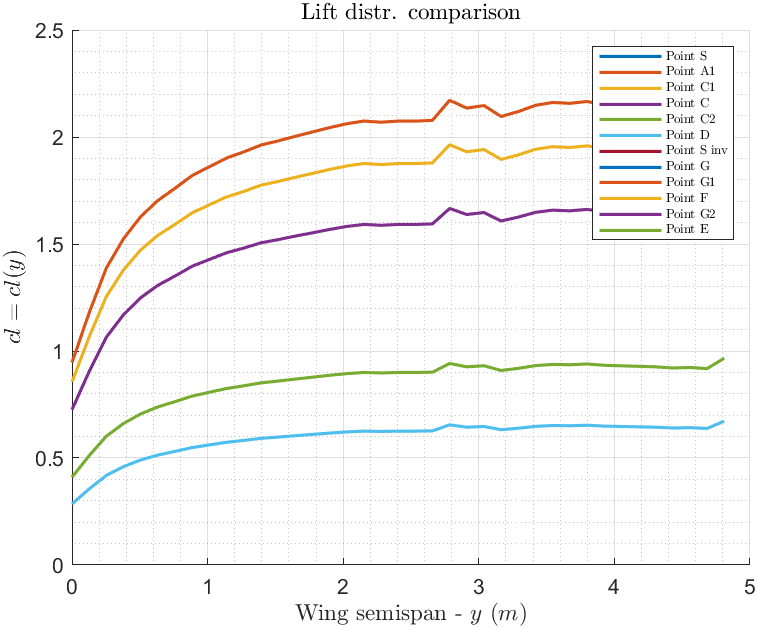 Lift distr. comparison
2.5
2
1.5
1
0.5
0
cl = cl(y)
Point S
Point A1
Point C1
Point C
Point C2
Point D
Point S inv
Point G
Point G1
Point F
Point G2
Point E
0 1 2 3 4 5
Wing semispan - y (m)